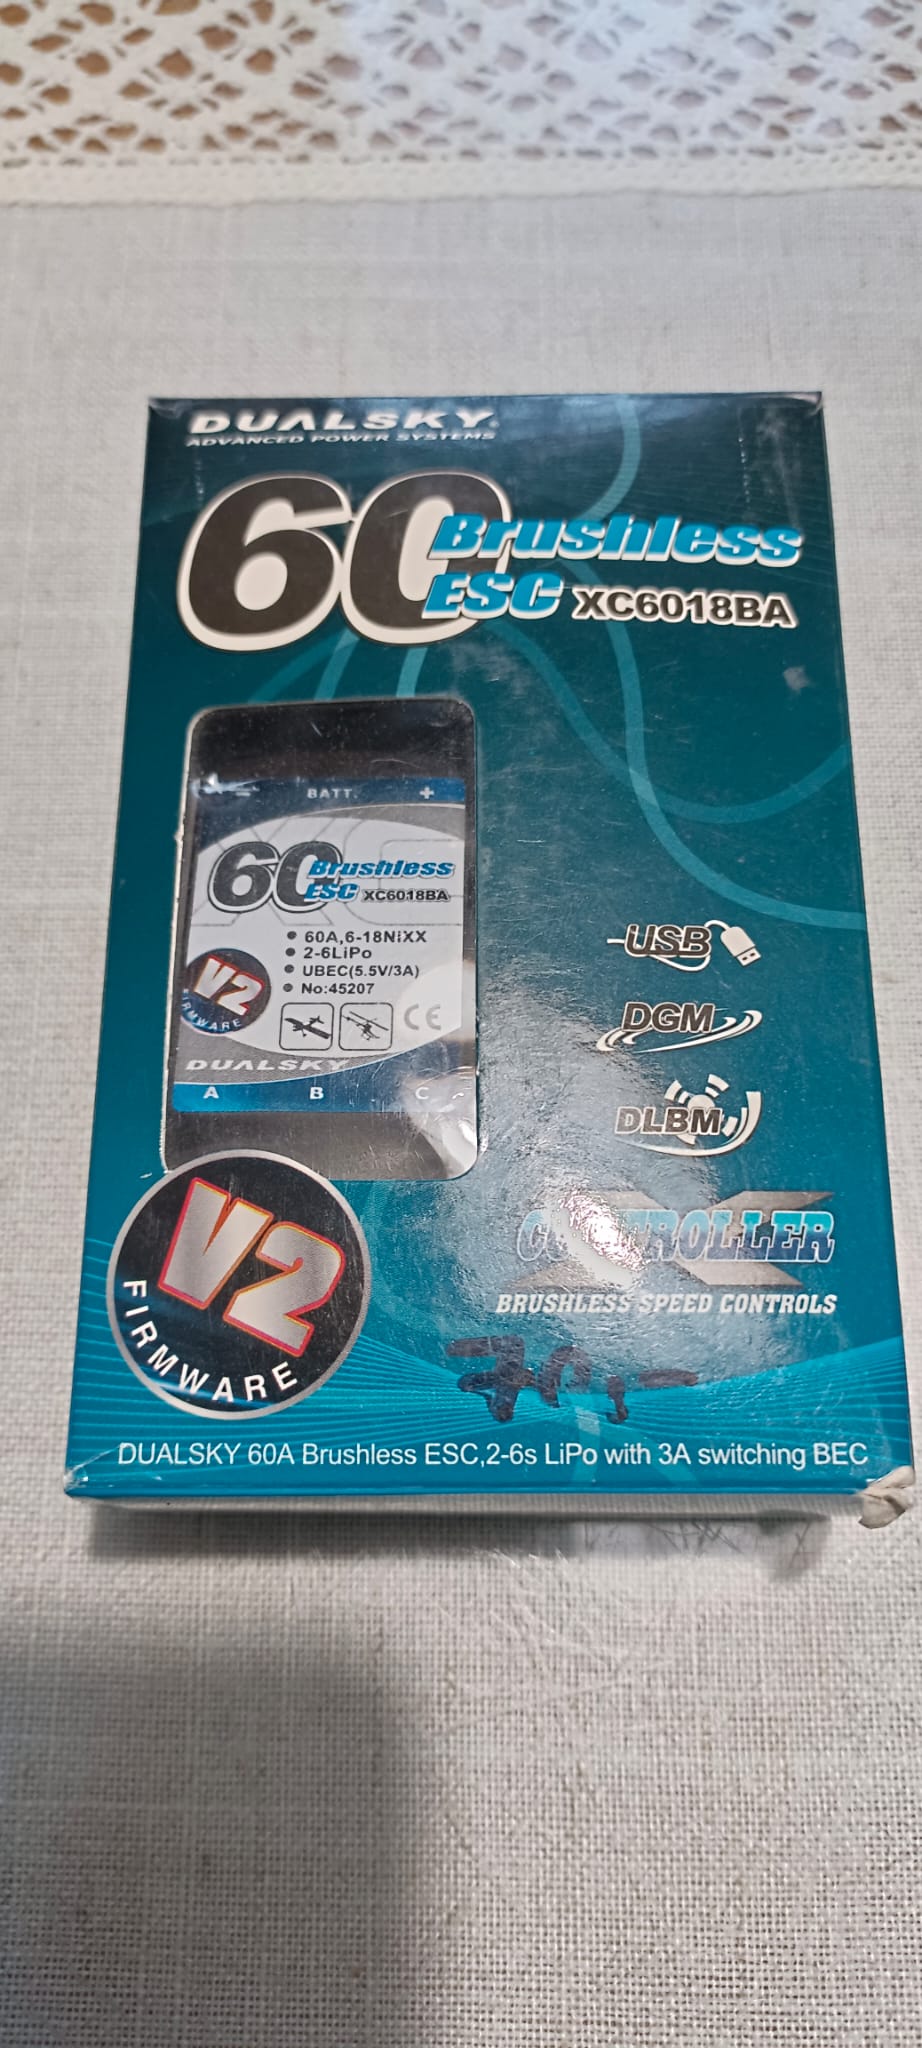 DUALSKY®
ADVANCED POWER SYSTEMS
60 Brushless
ESC XC6018BA
- BATT. +
60 Brushless
ESC XC6018BA
• 60A,6-18NiXX
• 2-6LiPo
• UBEC(5.5V/3A)
• No:45207
V2
FIRMWARE
CE
DUALSKY
A B C
USB
DGM
DLBM
V2
FIRMWARE
CONTROLLER
BRUSHLESS SPEED CONTROLS
70,-
DUALSKY 60A Brushless ESC,2-6s LiPo with 3A switching BEC